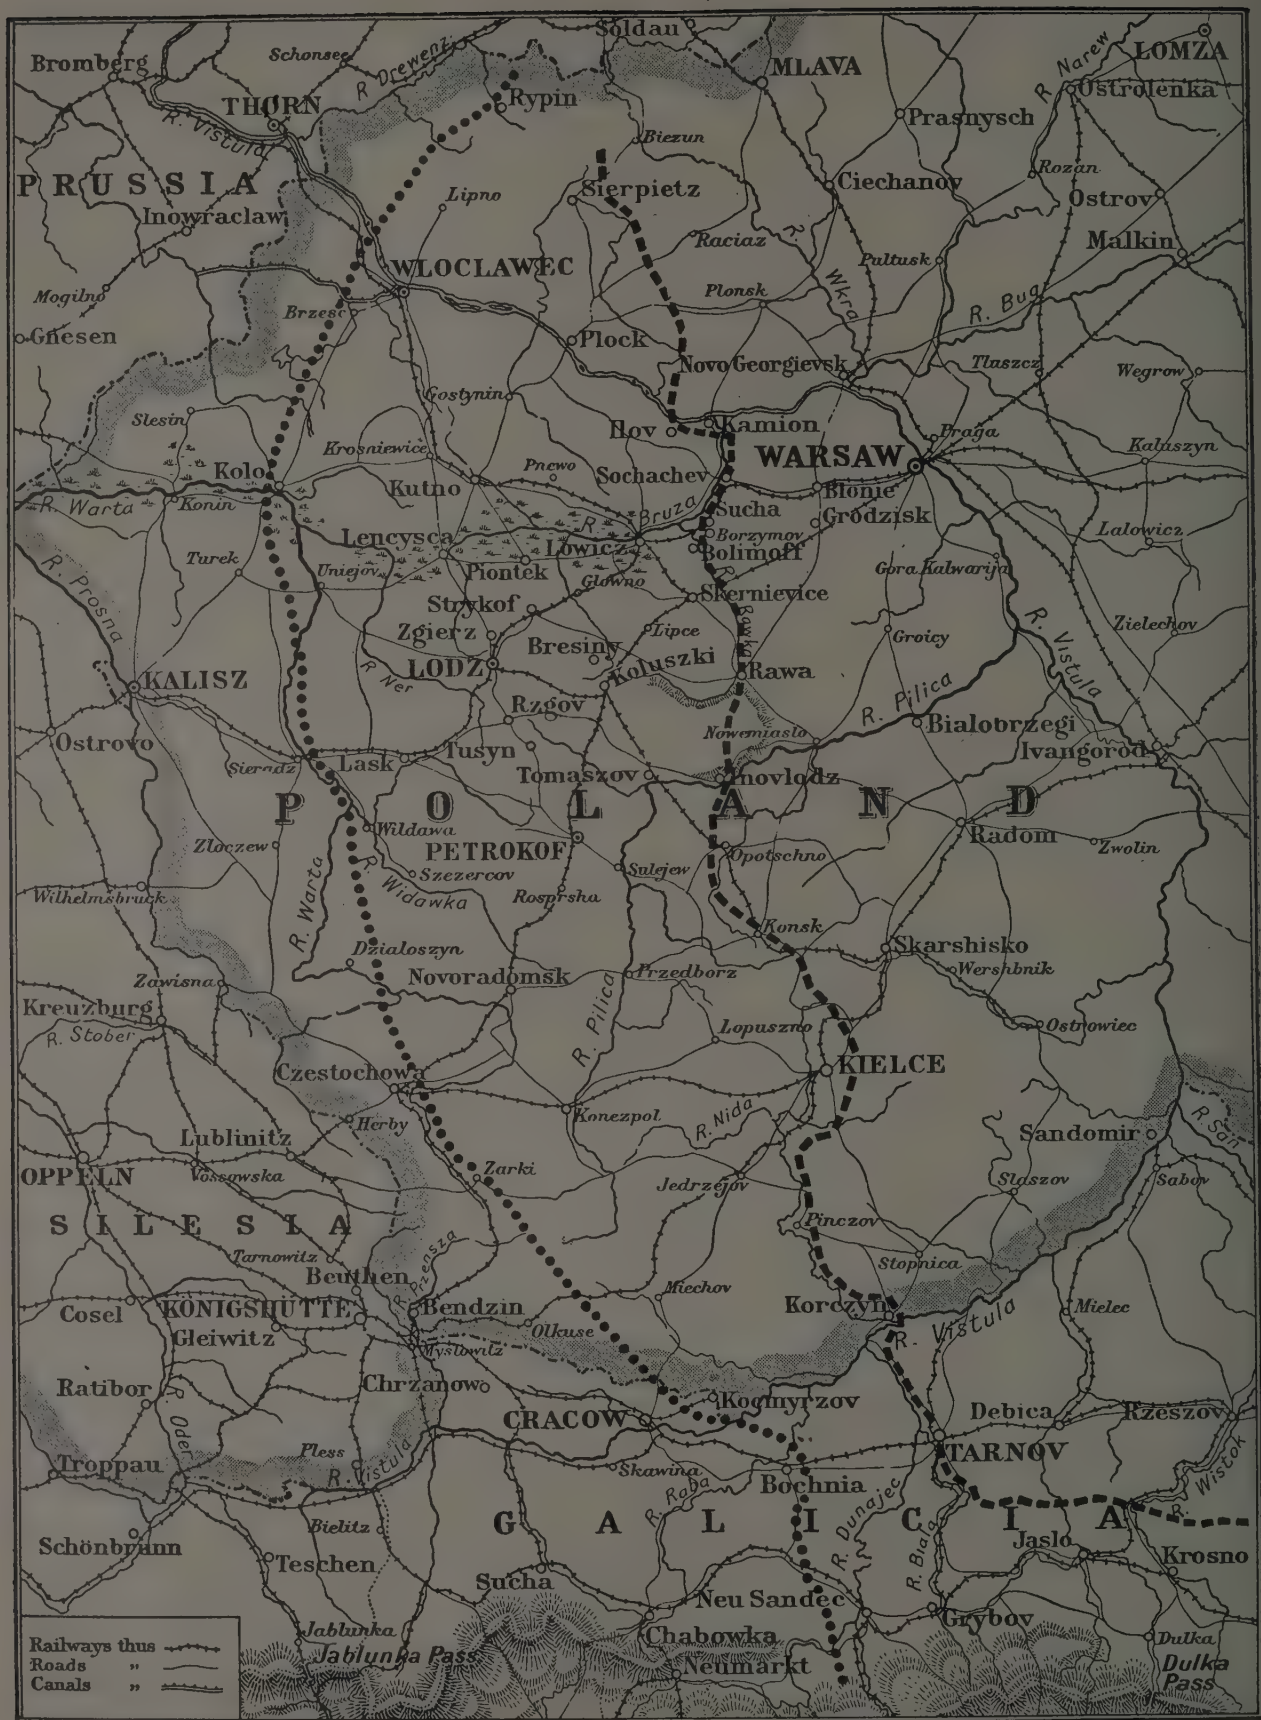 Soldau
LOMZA
Bromberg
Schonsee
R. Drewenz
MLAVA
R. Narew
Ostrolenka
THORN
Rypin
Prasnysch
R. Vistula
Biezun
Rozan
PRUSSIA
Lipno
Sierpietz
Ciechanov
Ostrov
Inowraclaw
Raciaz
Malkin
WLOCLAWEC
Pultusk
Mogilno
Plonsk
R. Wkra
R. Bug
Brzesc
Gnesen
Plock
Novo Georgievsk
Tluszcz
Wegrow
Gostynin
Slesin
Ilov
Kamion
Praga
Krosniewice
WARSAW
Kaluszyn
Kolo
Pnewo
Sochachev
Kutno
Blonie
R. Warta
Konin
R. Bruza
Sucha
Grodzisk
Lencysca
Lowicz
Borzymov
Lalowicz
Bolimoff
Turek
Uniejov
Piontek
Glowno
Gora Kalwarija
R. Prosna
Strykof
Skernievice
R. Rawka
Zgierz
Bresiny
Lipce
Groicy
R. Vistula
Zielechov
LODZ
Koluszki
Rawa
KALISZ
R. Ner
Rzgov
R. Pilica
Nowemiasto
Bialobrzegi
Ostrovo
Sieradz
Lask
Tusyn
Ivangorod
Tomaszov
Inovlodz
POLAND
Wildawa
Radom
Zloczew
PETROKOF
Opotschno
Zwolin
Szezercov
Sulejew
Wilhelmsbruck
R. Warta
R. Widawka
Rosprsha
Konsk
Dzialoszyn
Skarshisko
Zawisna
Novoradomsk
Przedborz
Wershbnik
Kreuzburg
R. Stober
R. Pilica
Lopuszno
Ostrowiec
Czestochowa
KIELCE
Herby
Konezpol
R. Nida
Sandomir
R. San
Lublinitz
OPPELN
Vossowska
Zarki
Jedrzejov
Slaszov
Sabov
SILESIA
Pinczov
Tarnowitz
R. Przensza
Stopnica
Beuthen
Miechov
Cosel
KÖNIGSHÜTTE
Bendzin
Korczyn
R. Vistula
Mielec
Gleiwitz
Olkuse
Myslowitz
Ratibor
Chrzanow
Kocmyrzov
R. Oder
CRACOW
Debica
Rzeszov
Troppau
Pless
R. Vistula
Skawina
TARNOV
R. Raba
Bochnia
R. Wistok
GALICIA
R. Dunajec
Bielitz
R. Biala
Schönbrunn
Teschen
Jaslo
Krosno
Sucha
Neu Sandec
Grybov
Jablunka
Jablunka Pass
Chabowka
Dulka
Neumarkt
Dulka
Pass
Railways thus
Roads „
Canals „